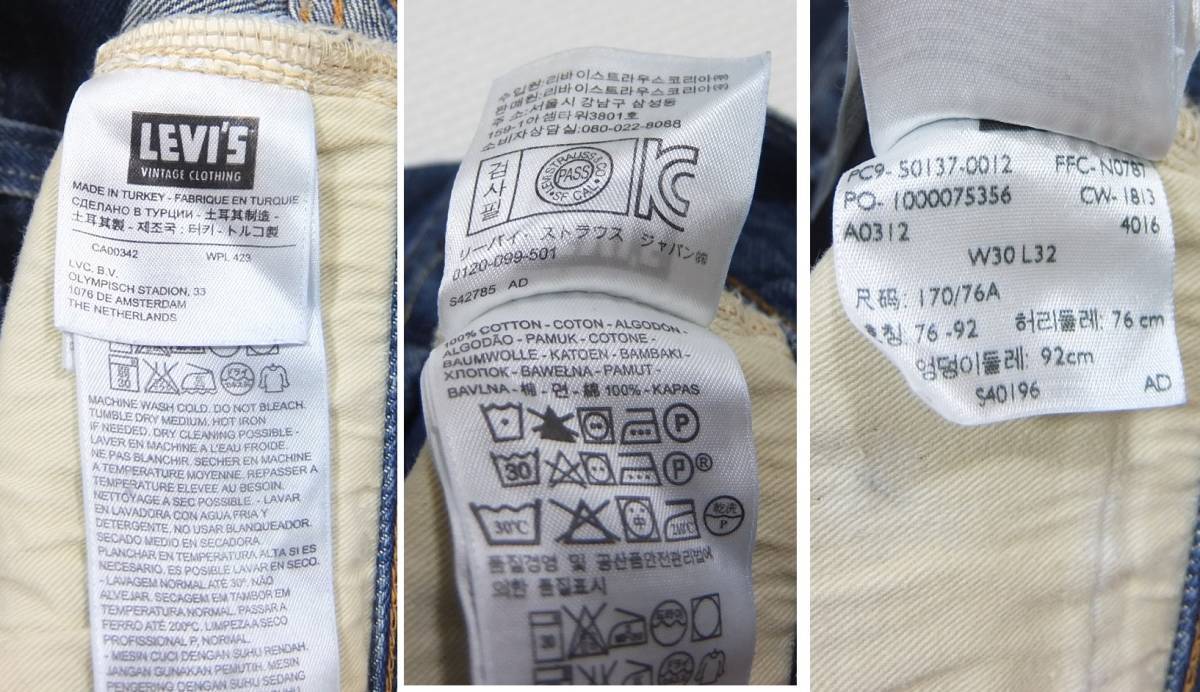 LEVI'S
VINTAGE CLOTHING
MADE IN TURKEY - FABRIQUE EN TURQUIE -
СДЕЛАНО В ТУРЦИИ - 土耳其制造 -
土耳其製 - 제조국 : 터키 - トルコ製
CA00342 WPL 423
LVC. B.V.
OLYMPISCH STADION, 33
1076 DE AMSTERDAM
THE NETHERLANDS
MACHINE WASH COLD. DO NOT BLEACH.
TUMBLE DRY MEDIUM. HOT IRON
IF NEEDED. DRY CLEANING POSSIBLE -
LAVER EN MACHINE A L'EAU FROIDE.
NE PAS BLANCHIR. SECHER EN MACHINE
A TEMPERATURE MOYENNE. REPASSER A
TEMPERATURE ELEVEE AU BESOIN.
NETTOYAGE A SEC POSSIBLE. - LAVAR
EN LAVADORA CON AGUA FRIA Y
DETERGENTE. NO USAR BLANQUEADOR.
SECADO MEDIO EN SECADORA.
PLANCHAR EN TEMPERATURA ALTA SI ES
NECESARIO. ES POSIBLE LAVAR EN SECO.
- LAVAGEM NORMAL ATÉ 30º. NÃO
ALVEJAR. SECAGEM EM TAMBOR EM
TEMPERATURA NORMAL. PASSAR A
FERRO ATÉ 200ºC. LIMPEZA A SECO
PROFISSIONAL P, NORMAL.
- MESIN CUCI DENGAN SUHU RENDAH.
JANGAN GUNAKAN PEMUTIH. MESIN
PENGERING DENGAN SUHU SEDANG
수입원:리바이스트라우스코리아㈜
판매원:리바이스트라우스코리아㈜
주 소:서울시 강남구 삼성동
159-1아셈타워3801호
소비자상담실:080-022-8088
검사필
PASS
リーバイ・ストラウス ジャパン㈱
0120-099-501
S42785 AD
100% COTTON - COTON - ALGODON -
ALGODÃO - PAMUK - COTONE -
BAUMWOLLE - KATOEN - BAMBAKI -
ХЛОПОК - BAWEŁNA - PAMUT -
BAVLNA - 棉 - 면 - 綿 100% - KAPAS
P
30
P ®
30℃ 中 210℃ 乾洗 P
품질경영 및 공산품안전관리법에
의한 품질표시
PC9- 50137-0012 FFC- N0787
PO- 1000075356 CW- 1813
A0312 4016
W30 L32
尺码: 170/76A
호칭 76 -92 허리둘레: 76 cm
엉덩이둘레: 92cm
S40196 AD